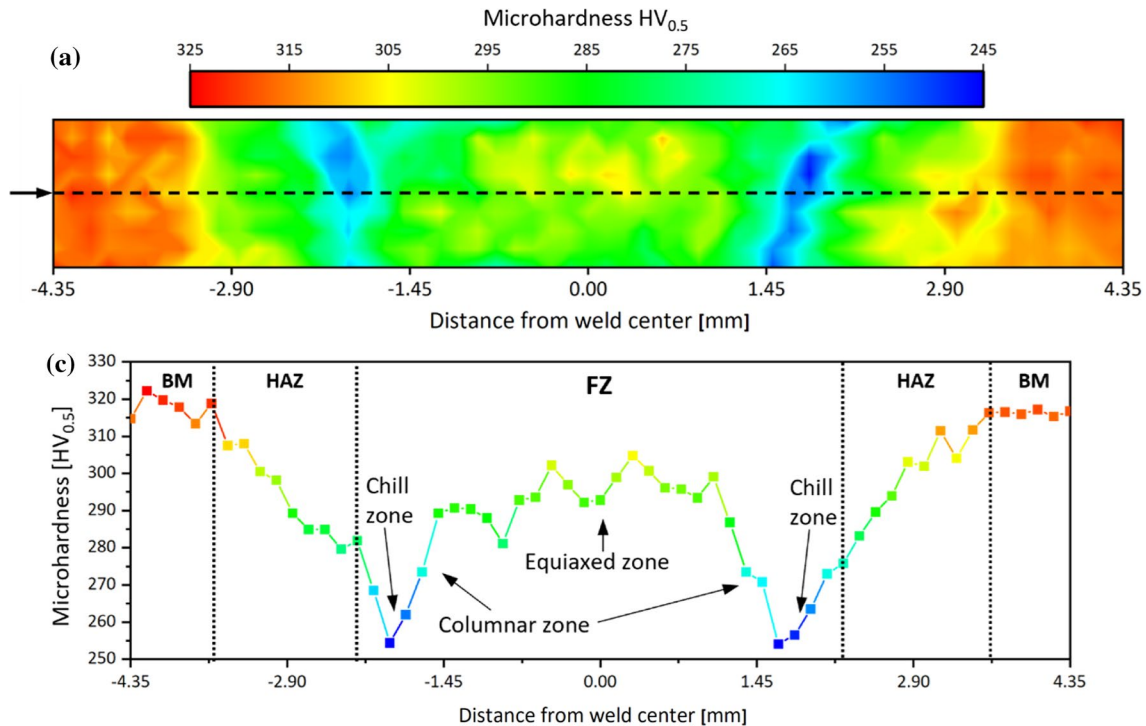 Microhardness HV0.5
(a)
325 315 305 295 285 275 265 255 245
-4.35 -2.90 -1.45 0.00 1.45 2.90 4.35
Distance from weld center [mm]
(c)
330
320
310
300
290
280
270
260
250
Microhardness [HV0.5]
BM HAZ FZ HAZ BM
Chill
zone
Chill
zone
Equiaxed zone
Columnar zone
-4.35 -2.90 -1.45 0.00 1.45 2.90 4.35
Distance from weld center [mm]